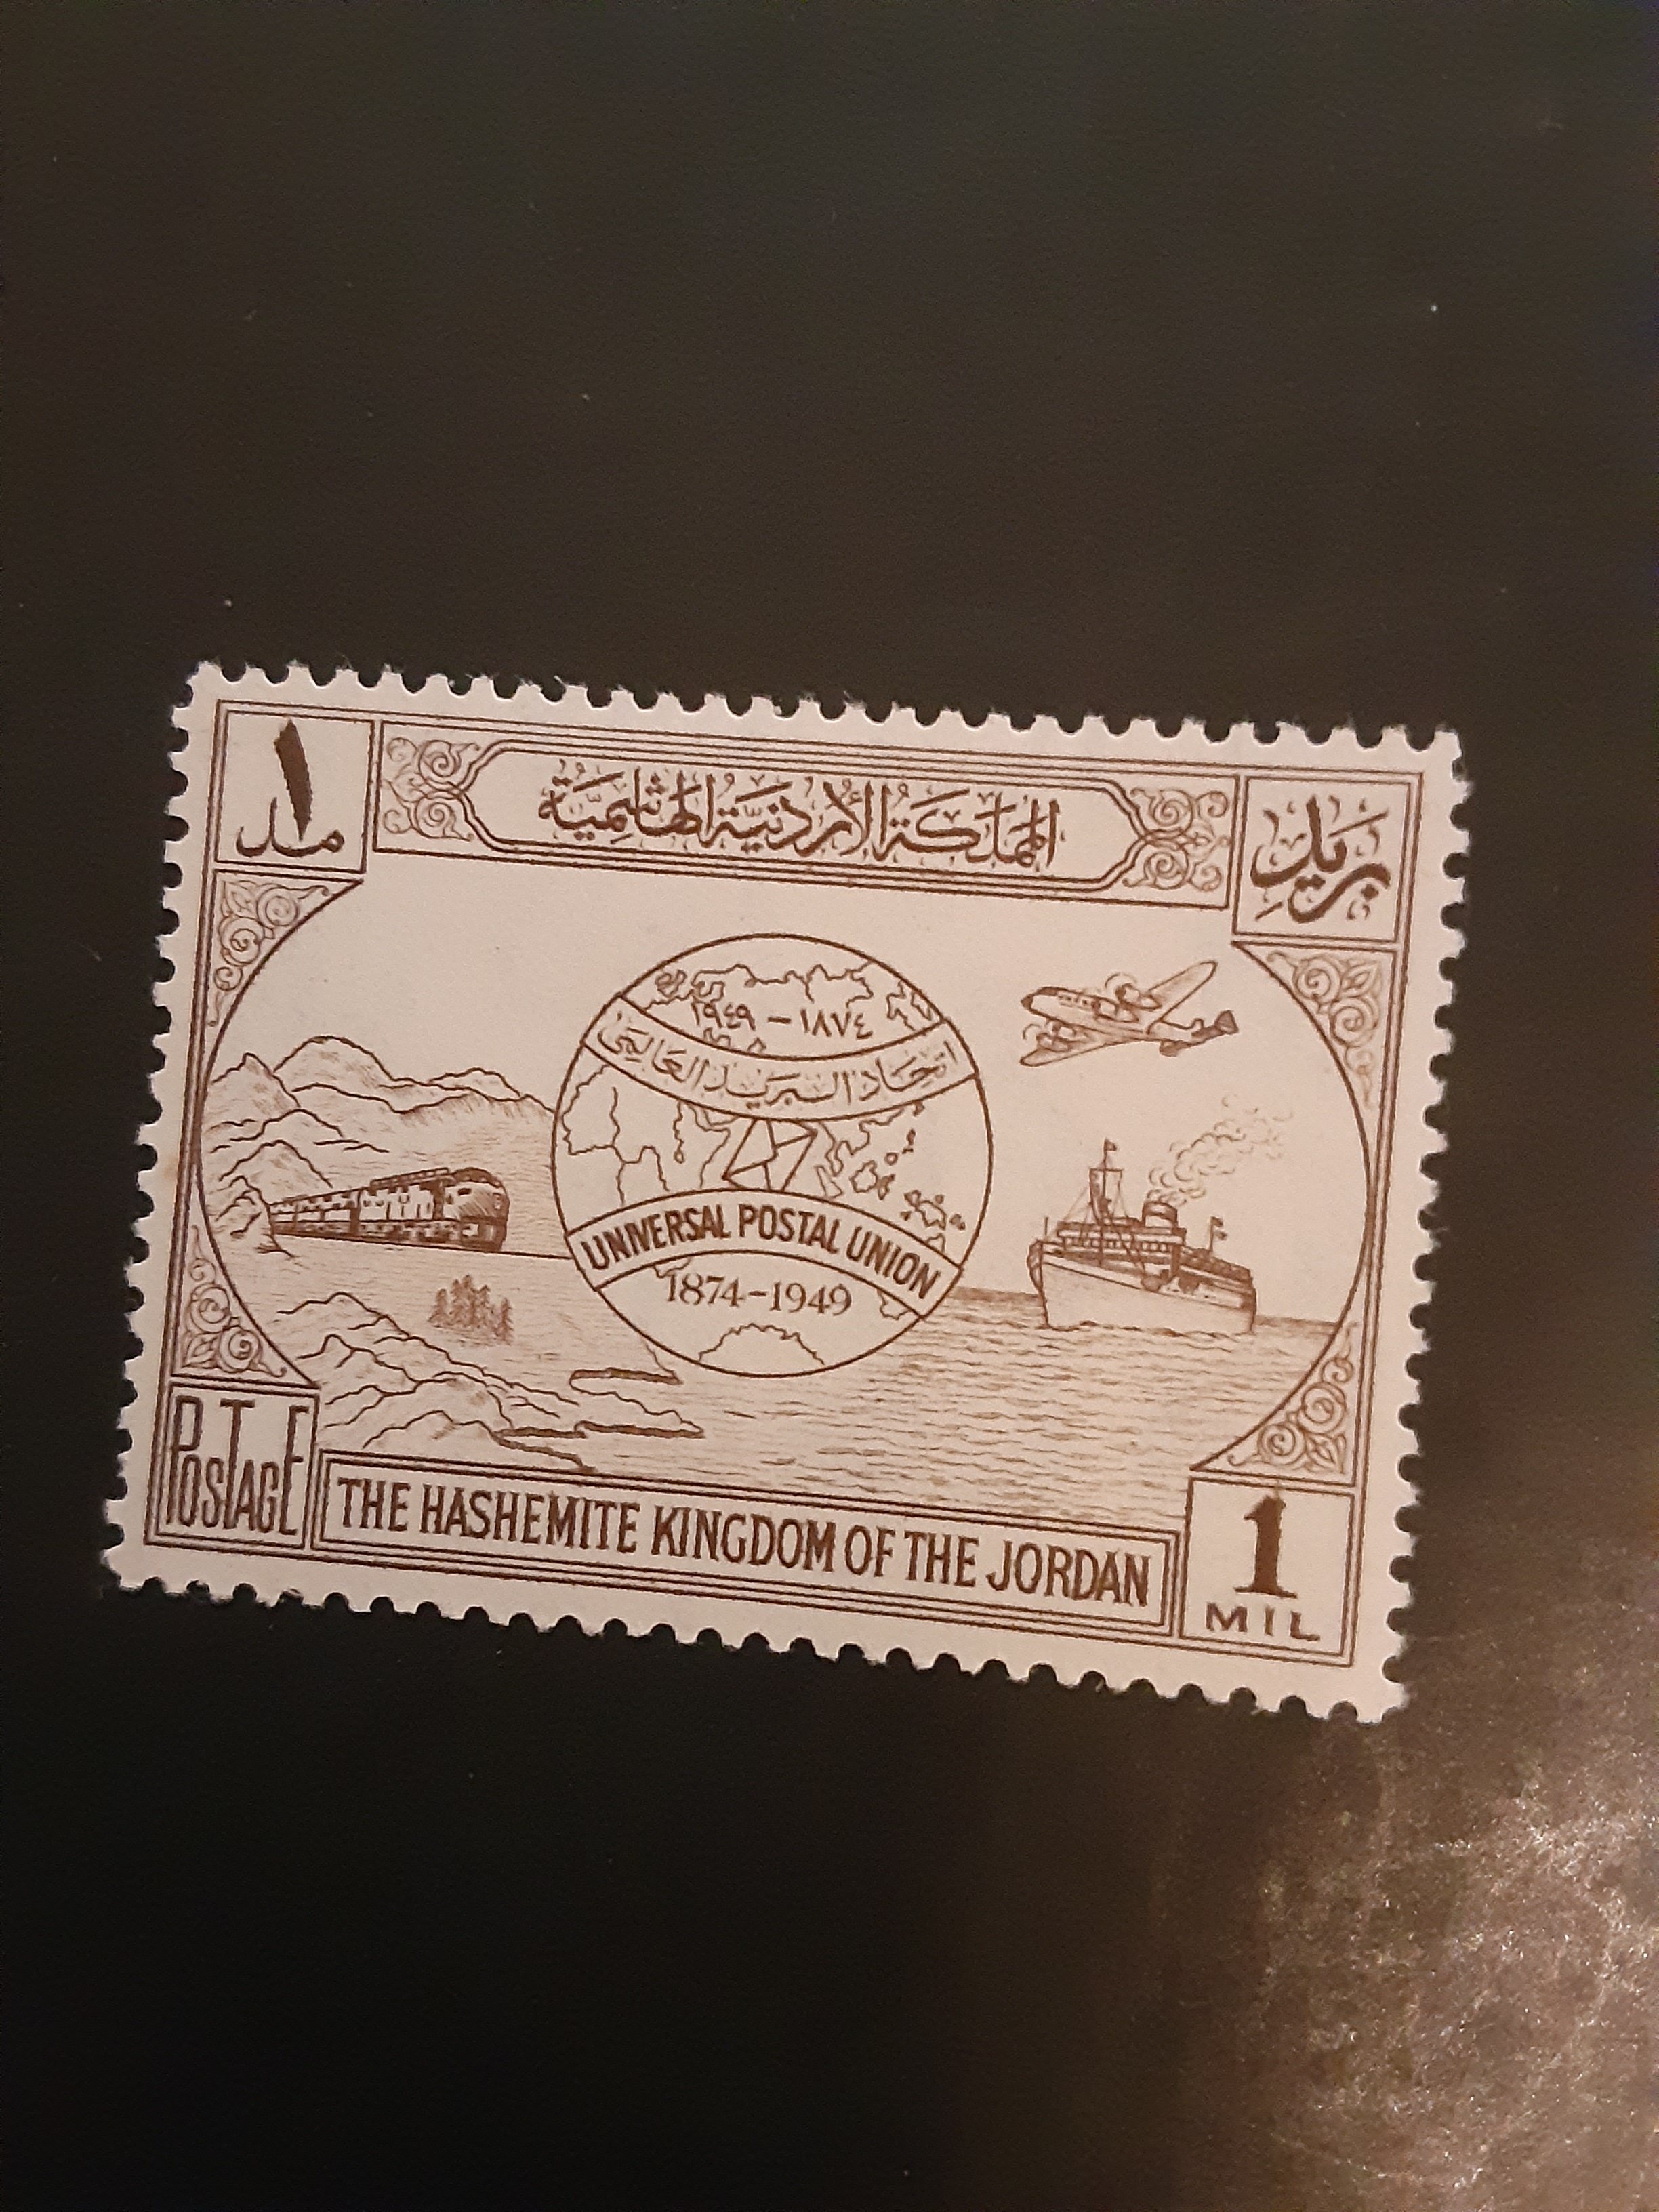 ١
مل
المملكة الأردنية الهاشمية
بريد
١٨٧٤ – ١٩٤٩
اتحاد البريد العالمي
UNIVERSAL POSTAL UNION
1874-1949
POSTAGE
THE HASHEMITE KINGDOM OF THE JORDAN
1
MIL